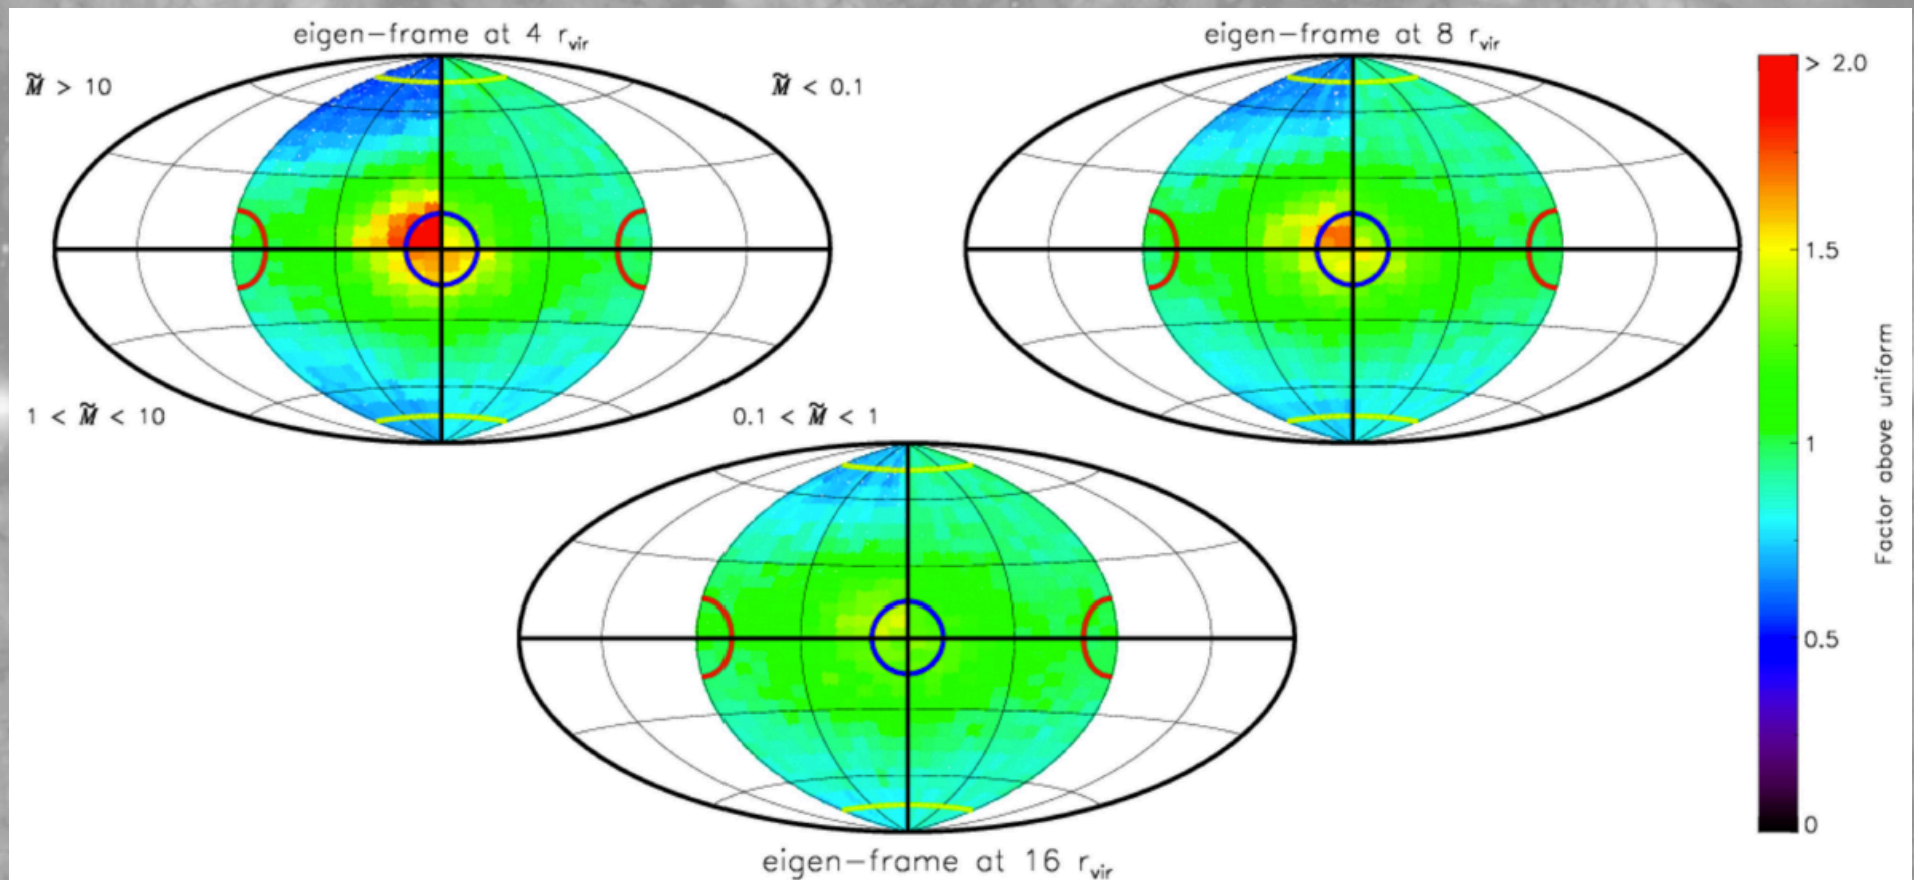 eigen-frame at 4 r_vir
eigen-frame at 8 r_vir
M̃ > 10
M̃ < 0.1
> 2.0
1.5
1
0.5
0
Factor above uniform
1 < M̃ < 10
0.1 < M̃ < 1
eigen-frame at 16 r_vir